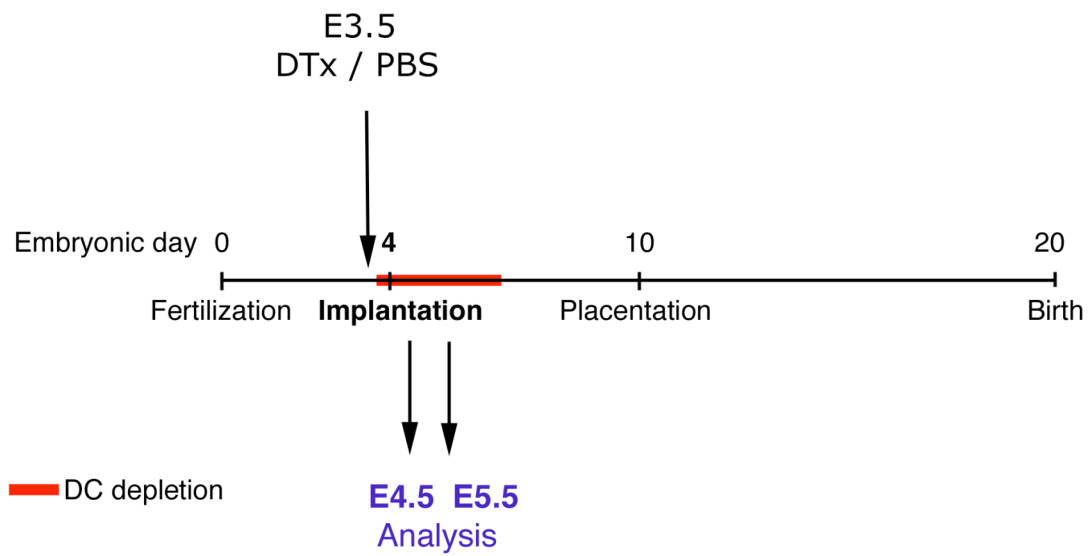 E3.5
DTx / PBS
Embryonic day 0 4 10 20
Fertilization Implantation Placentation Birth
DC depletion
E4.5 E5.5
Analysis